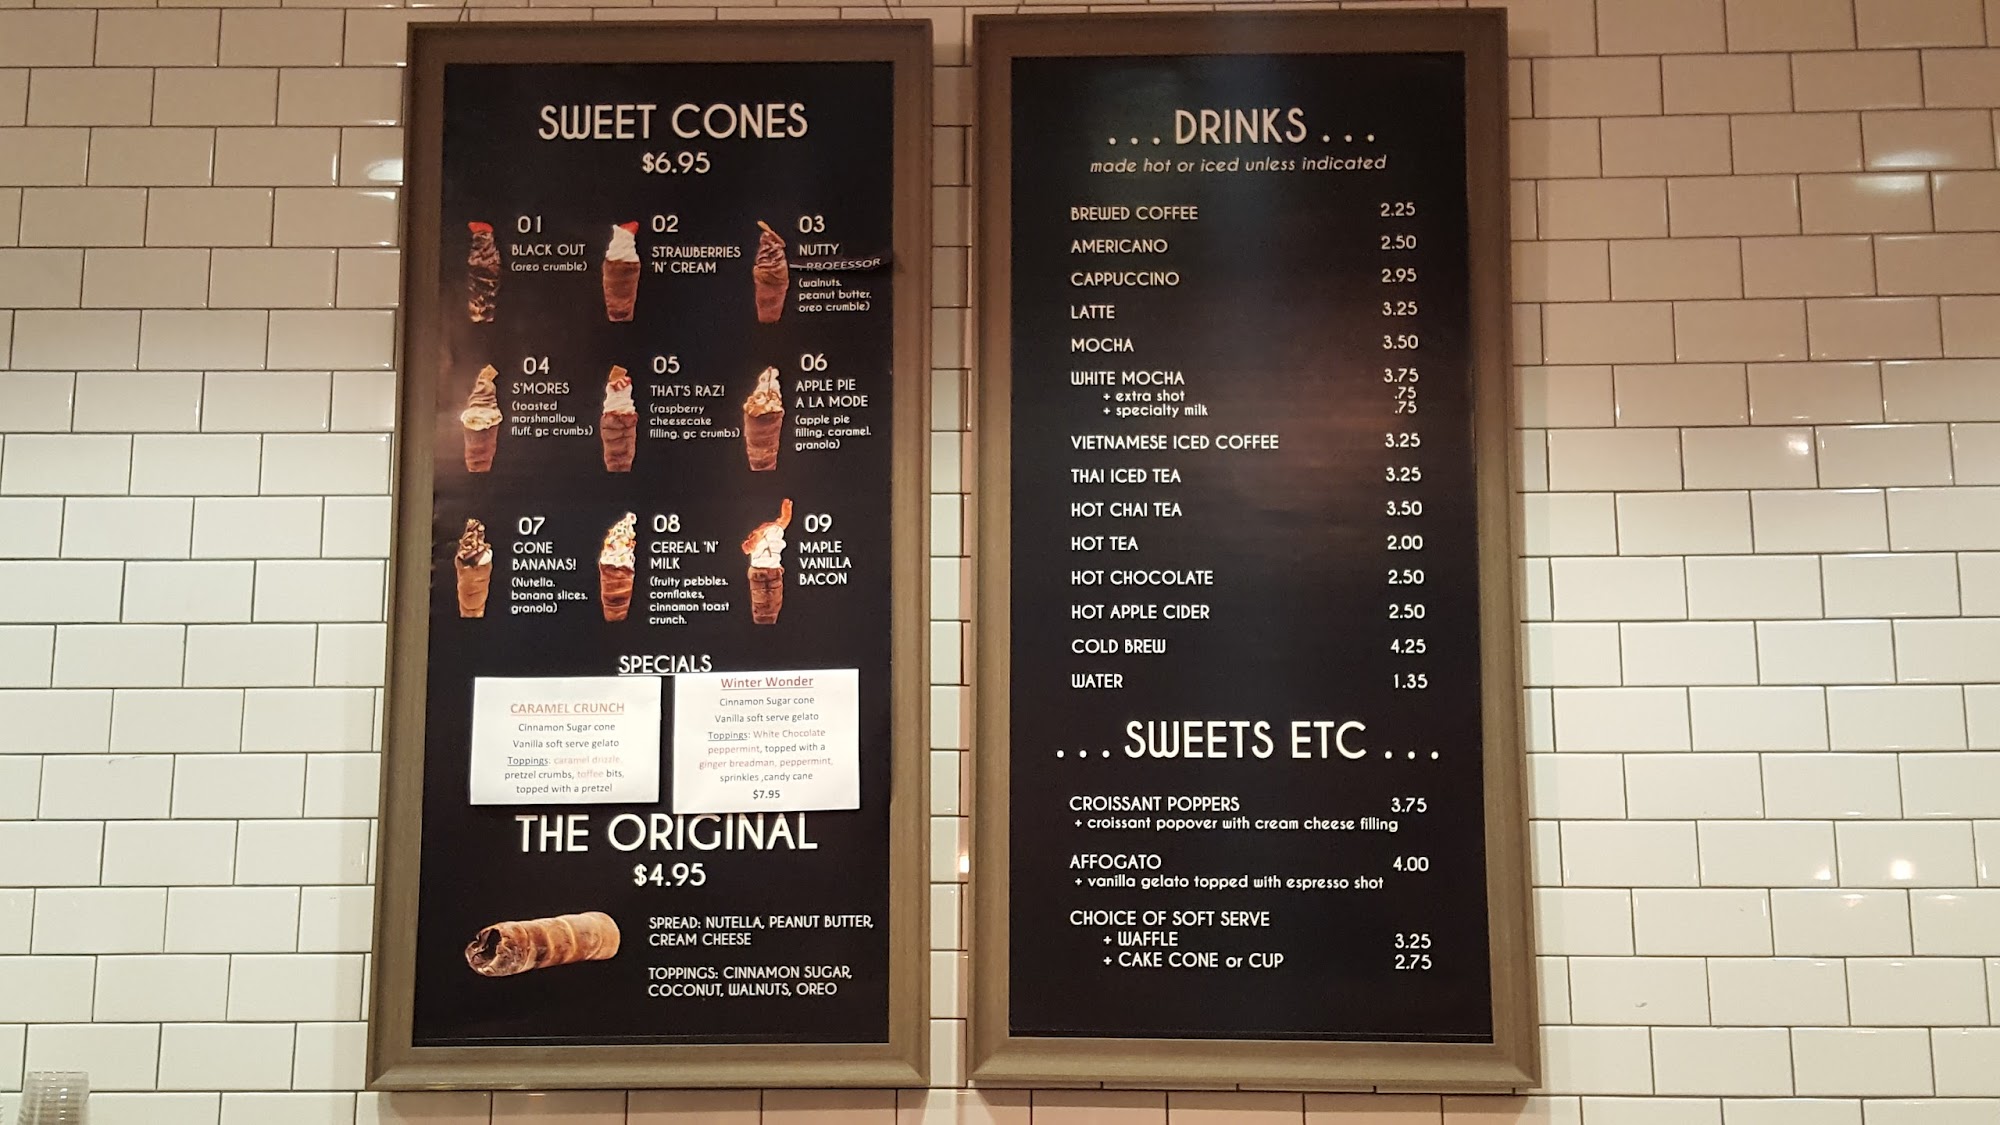 SWEET CONES
$6.95
01
BLACK OUT
(oreo crumble)
02
STRAWBERRIES
'N' CREAM
03
NUTTY
PROFESSOR
(walnuts.
peanut butter.
oreo crumble)
04
S'MORES
(toasted
marshmallow
fluff. gc crumbs)
05
THAT'S RAZ!
(raspberry
cheesecake
filling. gc crumbs)
06
APPLE PIE
A LA MODE
(apple pie
filling. caramel.
granola)
07
GONE
BANANAS!
(Nutella.
banana slices.
granola)
08
CEREAL 'N'
MILK
(fruity pebbles.
cornflakes,
cinnamon toast
crunch.
09
MAPLE
VANILLA
BACON
SPECIALS
CARAMEL CRUNCH
Cinnamon Sugar cone
Vanilla soft serve gelato
Toppings: caramel drizzle,
pretzel crumbs, toffee bits,
topped with a pretzel
Winter Wonder
Cinnamon Sugar cone
Vanilla soft serve gelato
Toppings: White Chocolate
peppermint, topped with a
ginger breadman, peppermint,
sprinkles ,candy cane
$7.95
THE ORIGINAL
$4.95
SPREAD: NUTELLA, PEANUT BUTTER,
CREAM CHEESE
TOPPINGS: CINNAMON SUGAR,
COCONUT, WALNUTS, OREO
...DRINKS...
made hot or iced unless indicated
BREWED COFFEE 2.25
AMERICANO 2.50
CAPPUCCINO 2.95
LATTE 3.25
MOCHA 3.50
WHITE MOCHA 3.75
+ extra shot .75
+ specialty milk .75
VIETNAMESE ICED COFFEE 3.25
THAI ICED TEA 3.25
HOT CHAI TEA 3.50
HOT TEA 2.00
HOT CHOCOLATE 2.50
HOT APPLE CIDER 2.50
COLD BREW 4.25
WATER 1.35
...SWEETS ETC...
CROISSANT POPPERS 3.75
+ croissant popover with cream cheese filling
AFFOGATO 4.00
+ vanilla gelato topped with espresso shot
CHOICE OF SOFT SERVE
+ WAFFLE 3.25
+ CAKE CONE or CUP 2.75